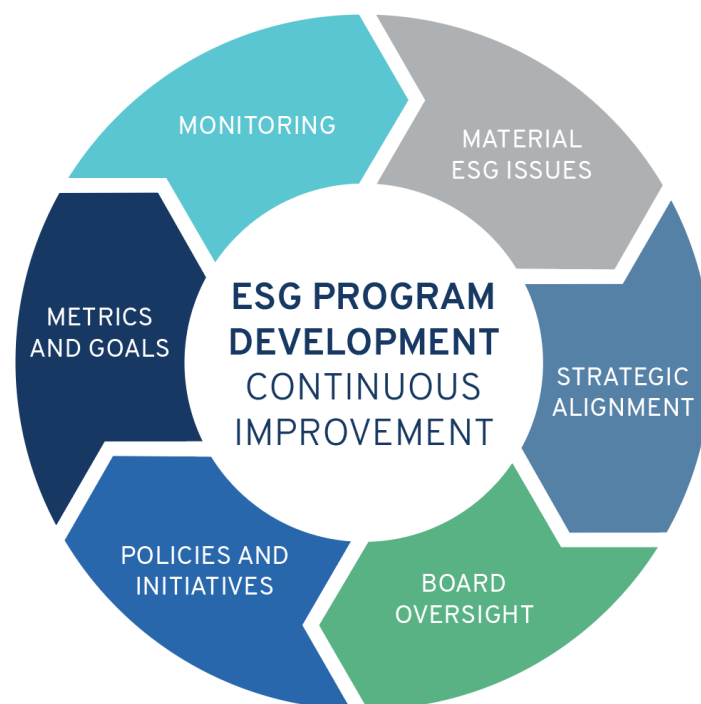 MONITORING
MATERIAL
ESG ISSUES
STRATEGIC
ALIGNMENT
BOARD
OVERSIGHT
POLICIES AND
INITIATIVES
METRICS
AND GOALS
ESG PROGRAM
DEVELOPMENT
CONTINUOUS
IMPROVEMENT